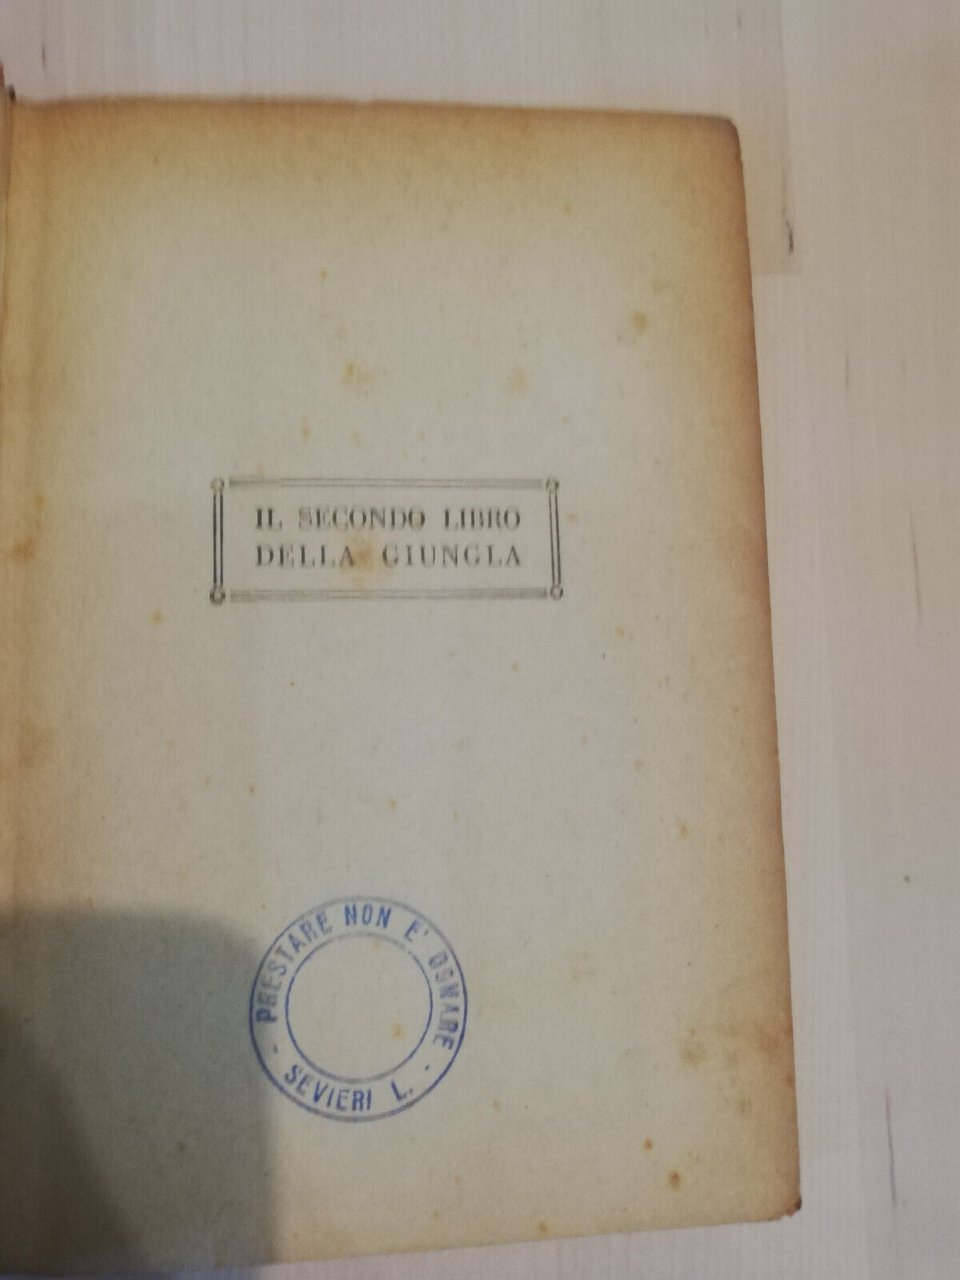 IL SECONDO LIBRO
DELLA GIUNGLA
PRESTARE NON E' DONARE
SEVIERI L.